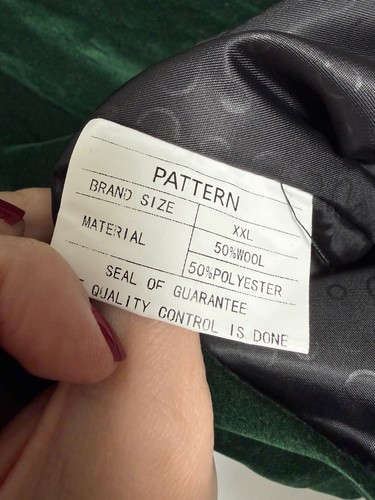 PATTERN
BRAND SIZE XXL
MATERIAL 50%WOOL
50%POLYESTER
SEAL OF GUARANTEE
QUALITY CONTROL IS DONE